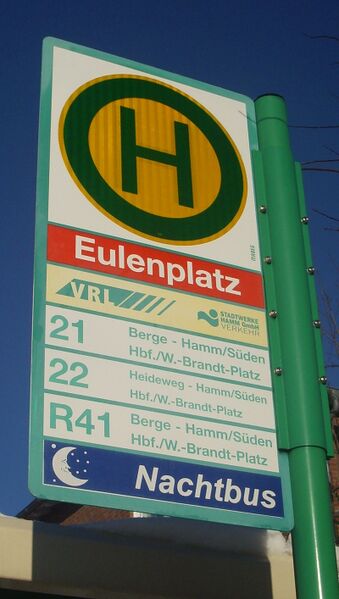 H
Eulenplatz
VRL
STADTWERKE
HAMM GmbH
VERKEHR
21 Berge - Hamm/Süden
Hbf./W.-Brandt-Platz
22 Heideweg - Hamm/Süden
Hbf./W.-Brandt-Platz
R41 Berge - Hamm/Süden
Hbf./W.-Brandt-Platz
Nachtbus